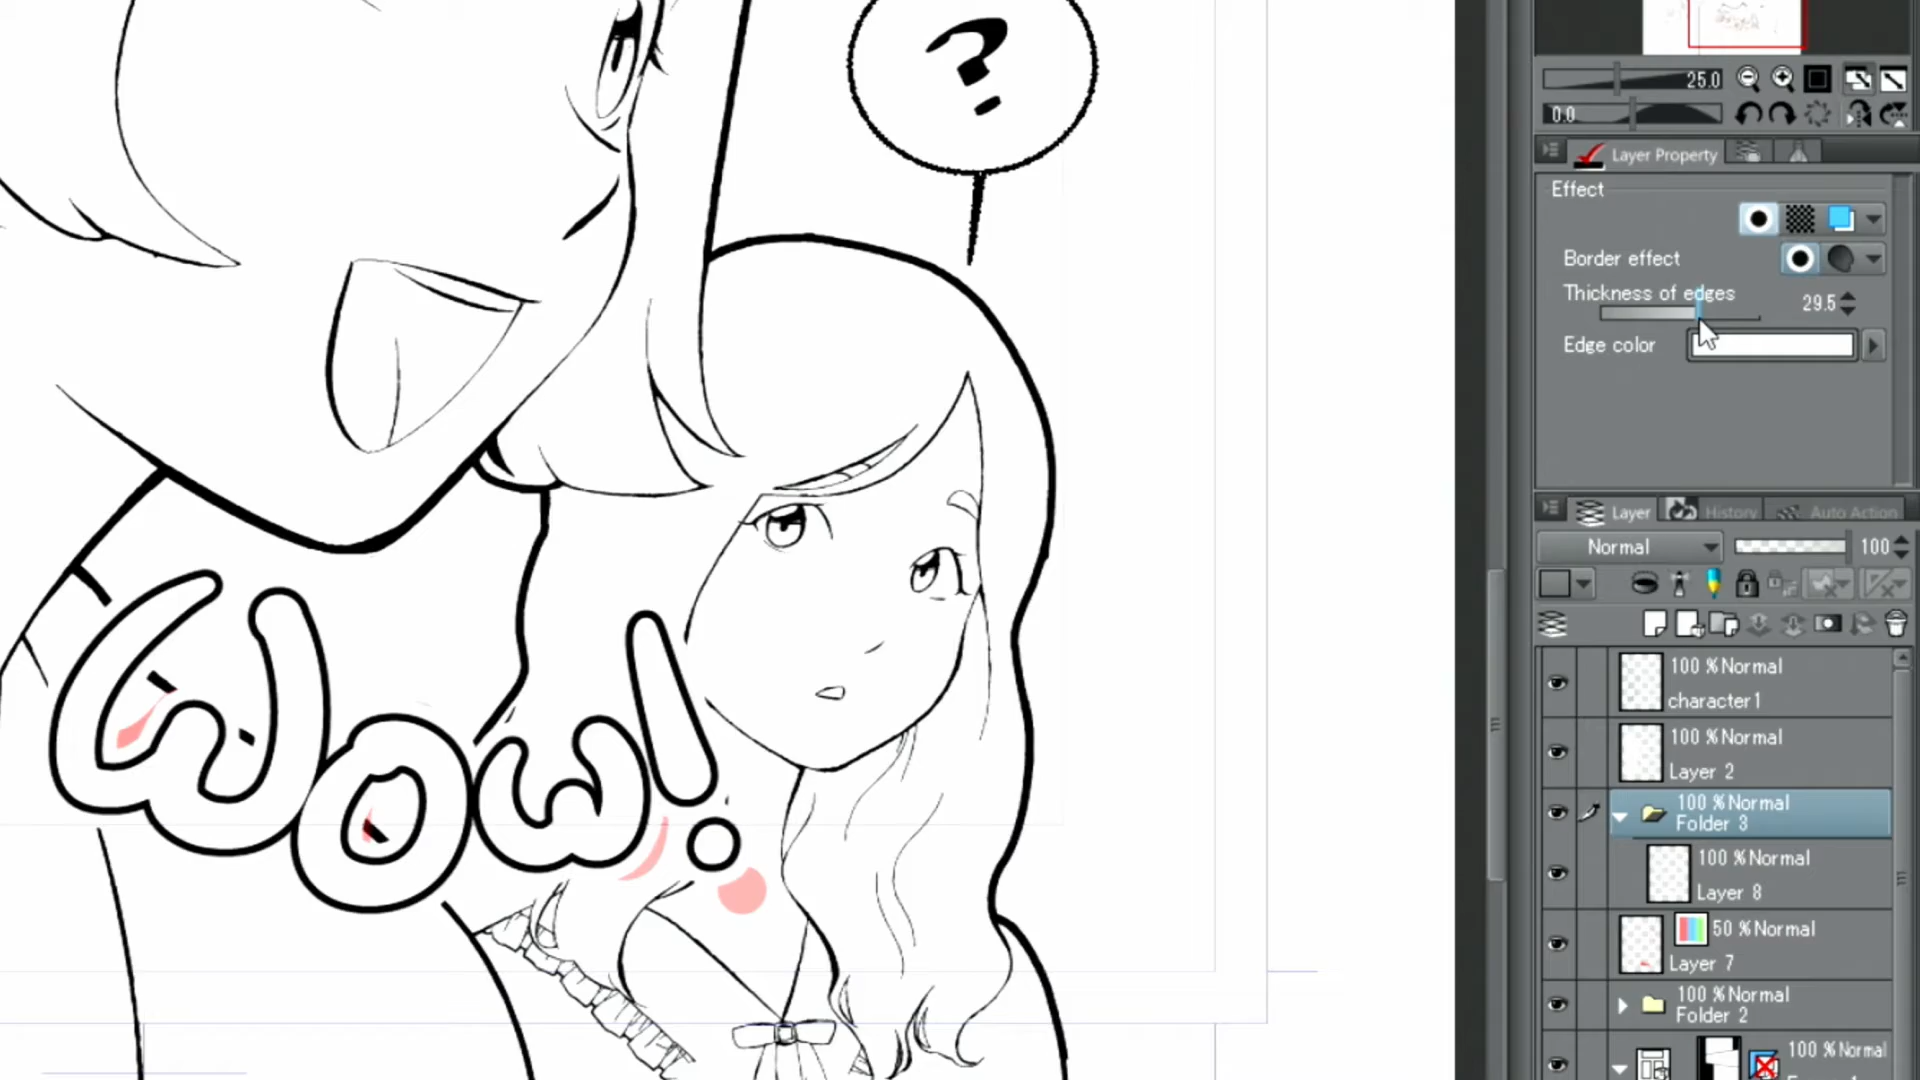 ?
Wow!
25.0
0.0
Layer Property
Effect
Border effect
Thickness of edges
29.5
Edge color
Layer History Auto Action
Normal 100
100 %Normal
character1
100 %Normal
Layer 2
100 %Normal
Folder 3
100 %Normal
Layer 8
50 %Normal
Layer 7
100 %Normal
Folder 2
100 %Normal